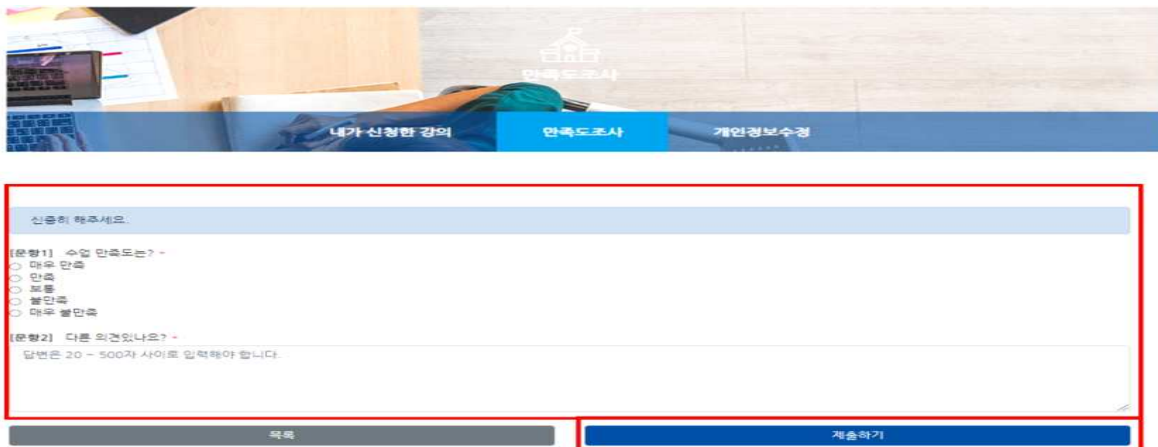 만족도조사
내가 신청한 강의 만족도조사 개인정보수정
신중히 해주세요.
[문항1] 수업 만족도는? *
매우 만족
만족
보통
불만족
매우 불만족
[문항2] 다른 의견있나요? *
답변은 20 ~ 500자 사이로 입력해야 합니다.
목록 제출하기